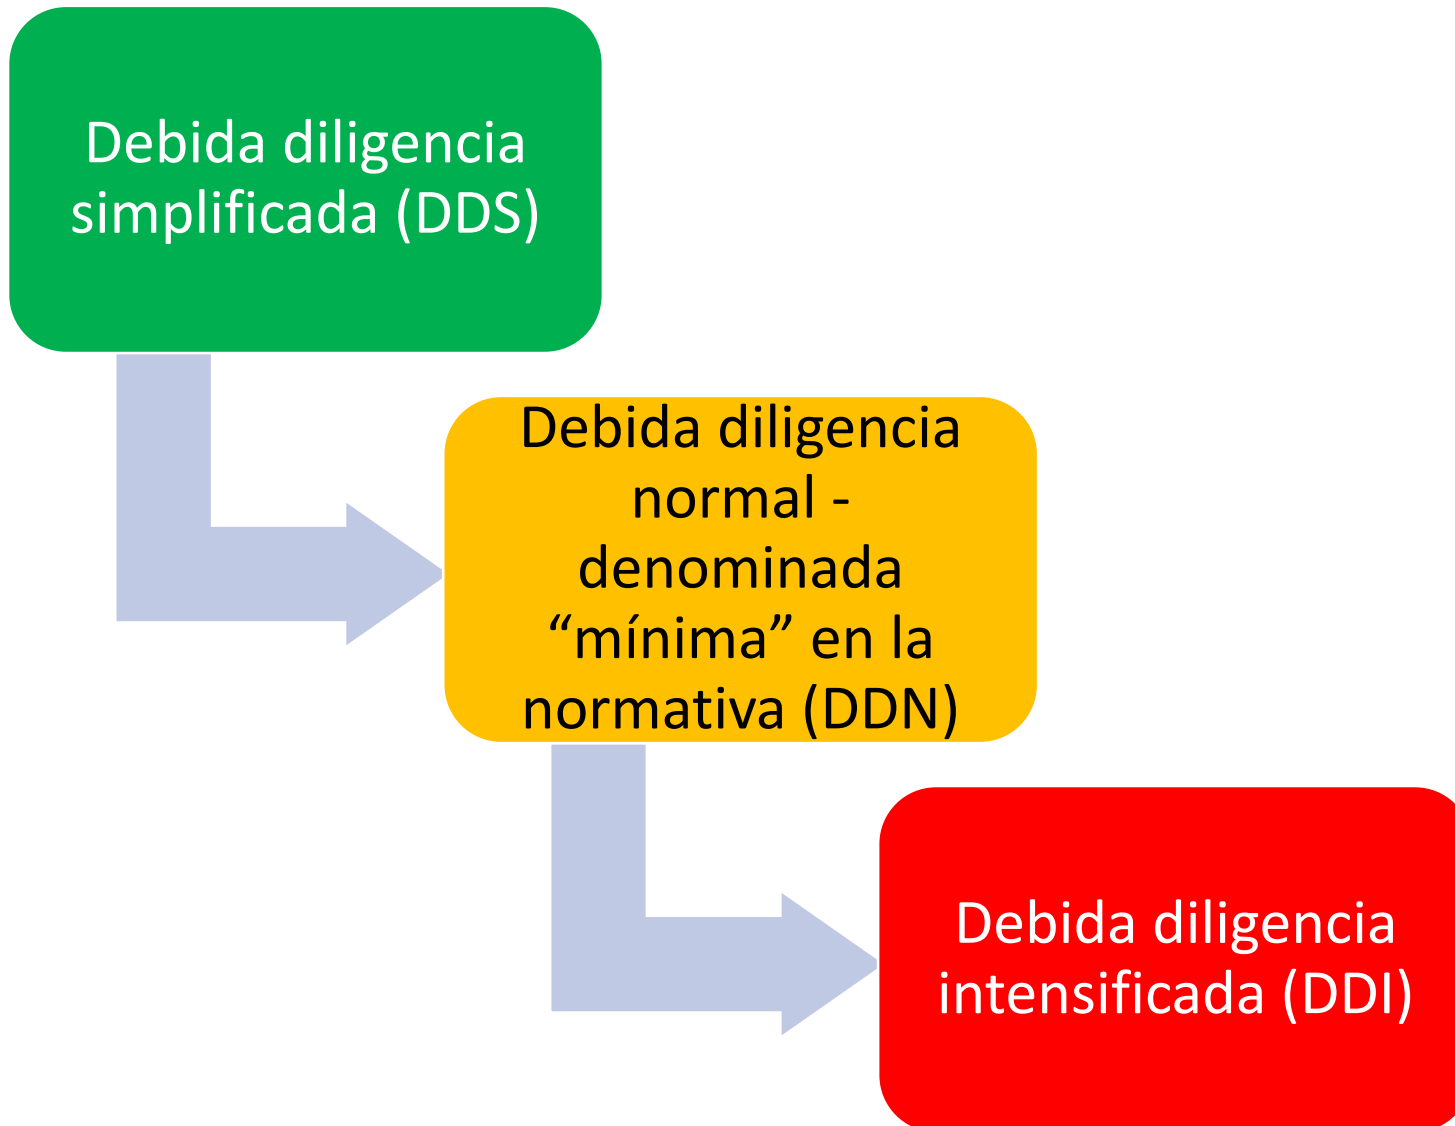 Debida diligencia
simplificada (DDS)
Debida diligencia
normal -
denominada
“mínima” en la
normativa (DDN)
Debida diligencia
intensificada (DDI)